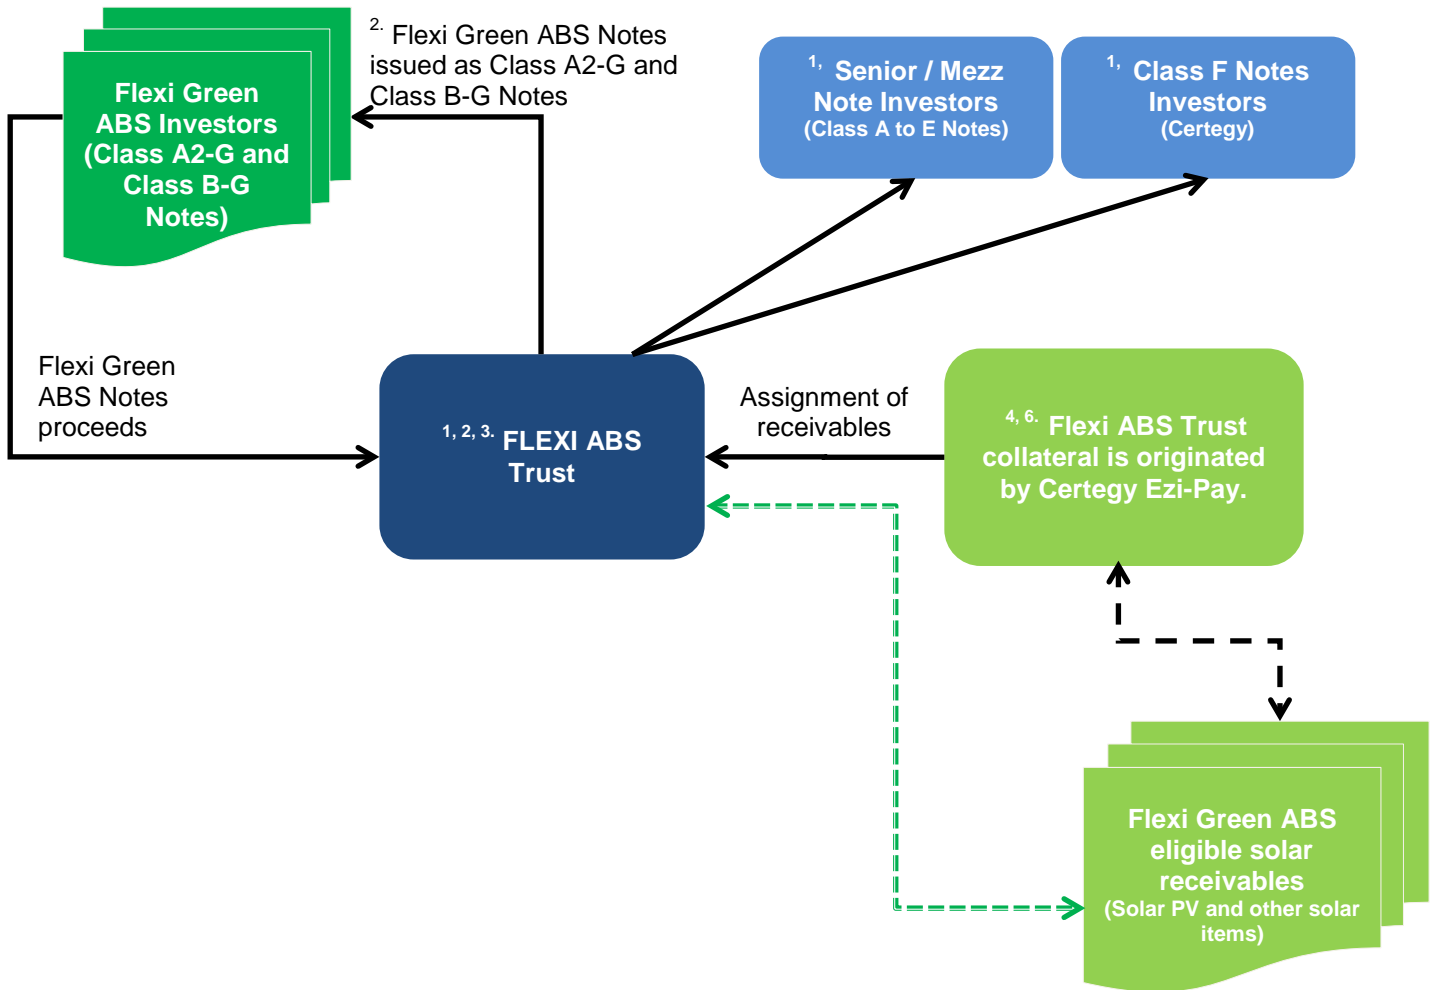 2. Flexi Green ABS Notes
issued as Class A2-G and
Class B-G Notes
Flexi Green
ABS Investors
(Class A2-G and
Class B-G
Notes)
1, Senior / Mezz
Note Investors
(Class A to E Notes)
1, Class F Notes
Investors
(Certegy)
Flexi Green
ABS Notes
proceeds
1, 2, 3. FLEXI ABS
Trust
Assignment of
receivables
4, 6. Flexi ABS Trust
collateral is originated
by Certegy Ezi-Pay.
Flexi Green ABS
eligible solar
receivables
(Solar PV and other solar
items)